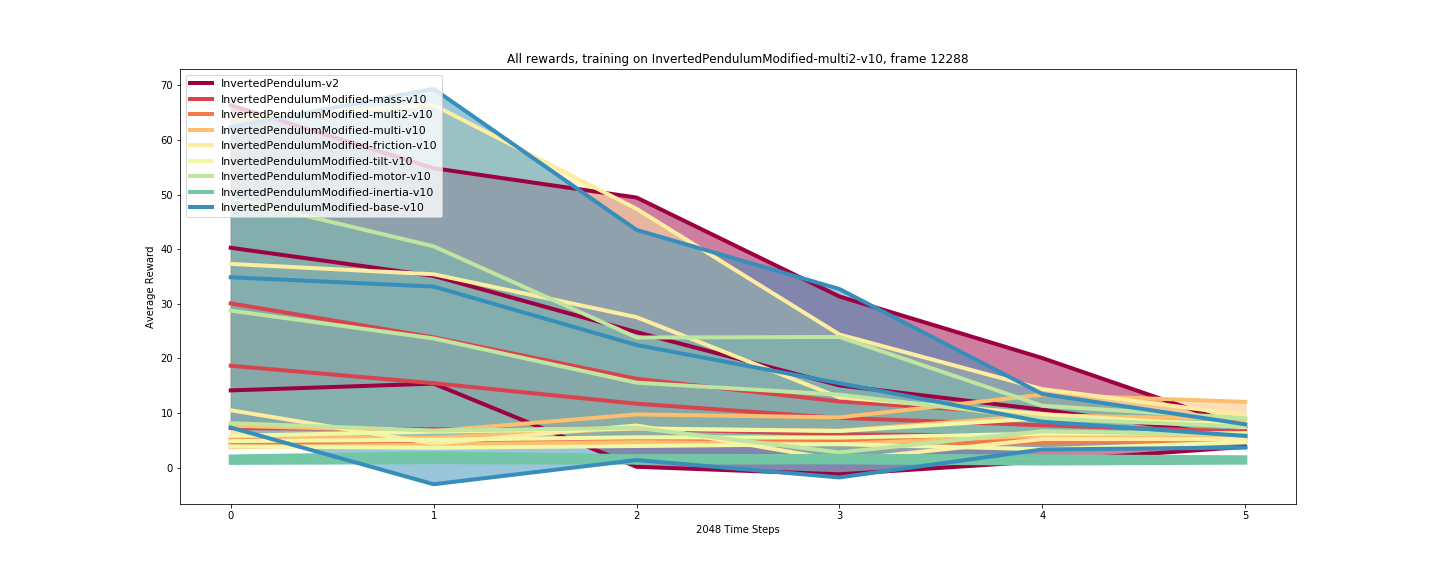 All rewards, training on InvertedPendulumModified-multi2-v10, frame 12288
70
60
50
40
30
20
10
0
Average Reward
InvertedPendulum-v2
InvertedPendulumModified-mass-v10
InvertedPendulumModified-multi2-v10
InvertedPendulumModified-multi-v10
InvertedPendulumModified-friction-v10
InvertedPendulumModified-tilt-v10
InvertedPendulumModified-motor-v10
InvertedPendulumModified-inertia-v10
InvertedPendulumModified-base-v10
0 1 2 3 4 5
2048 Time Steps